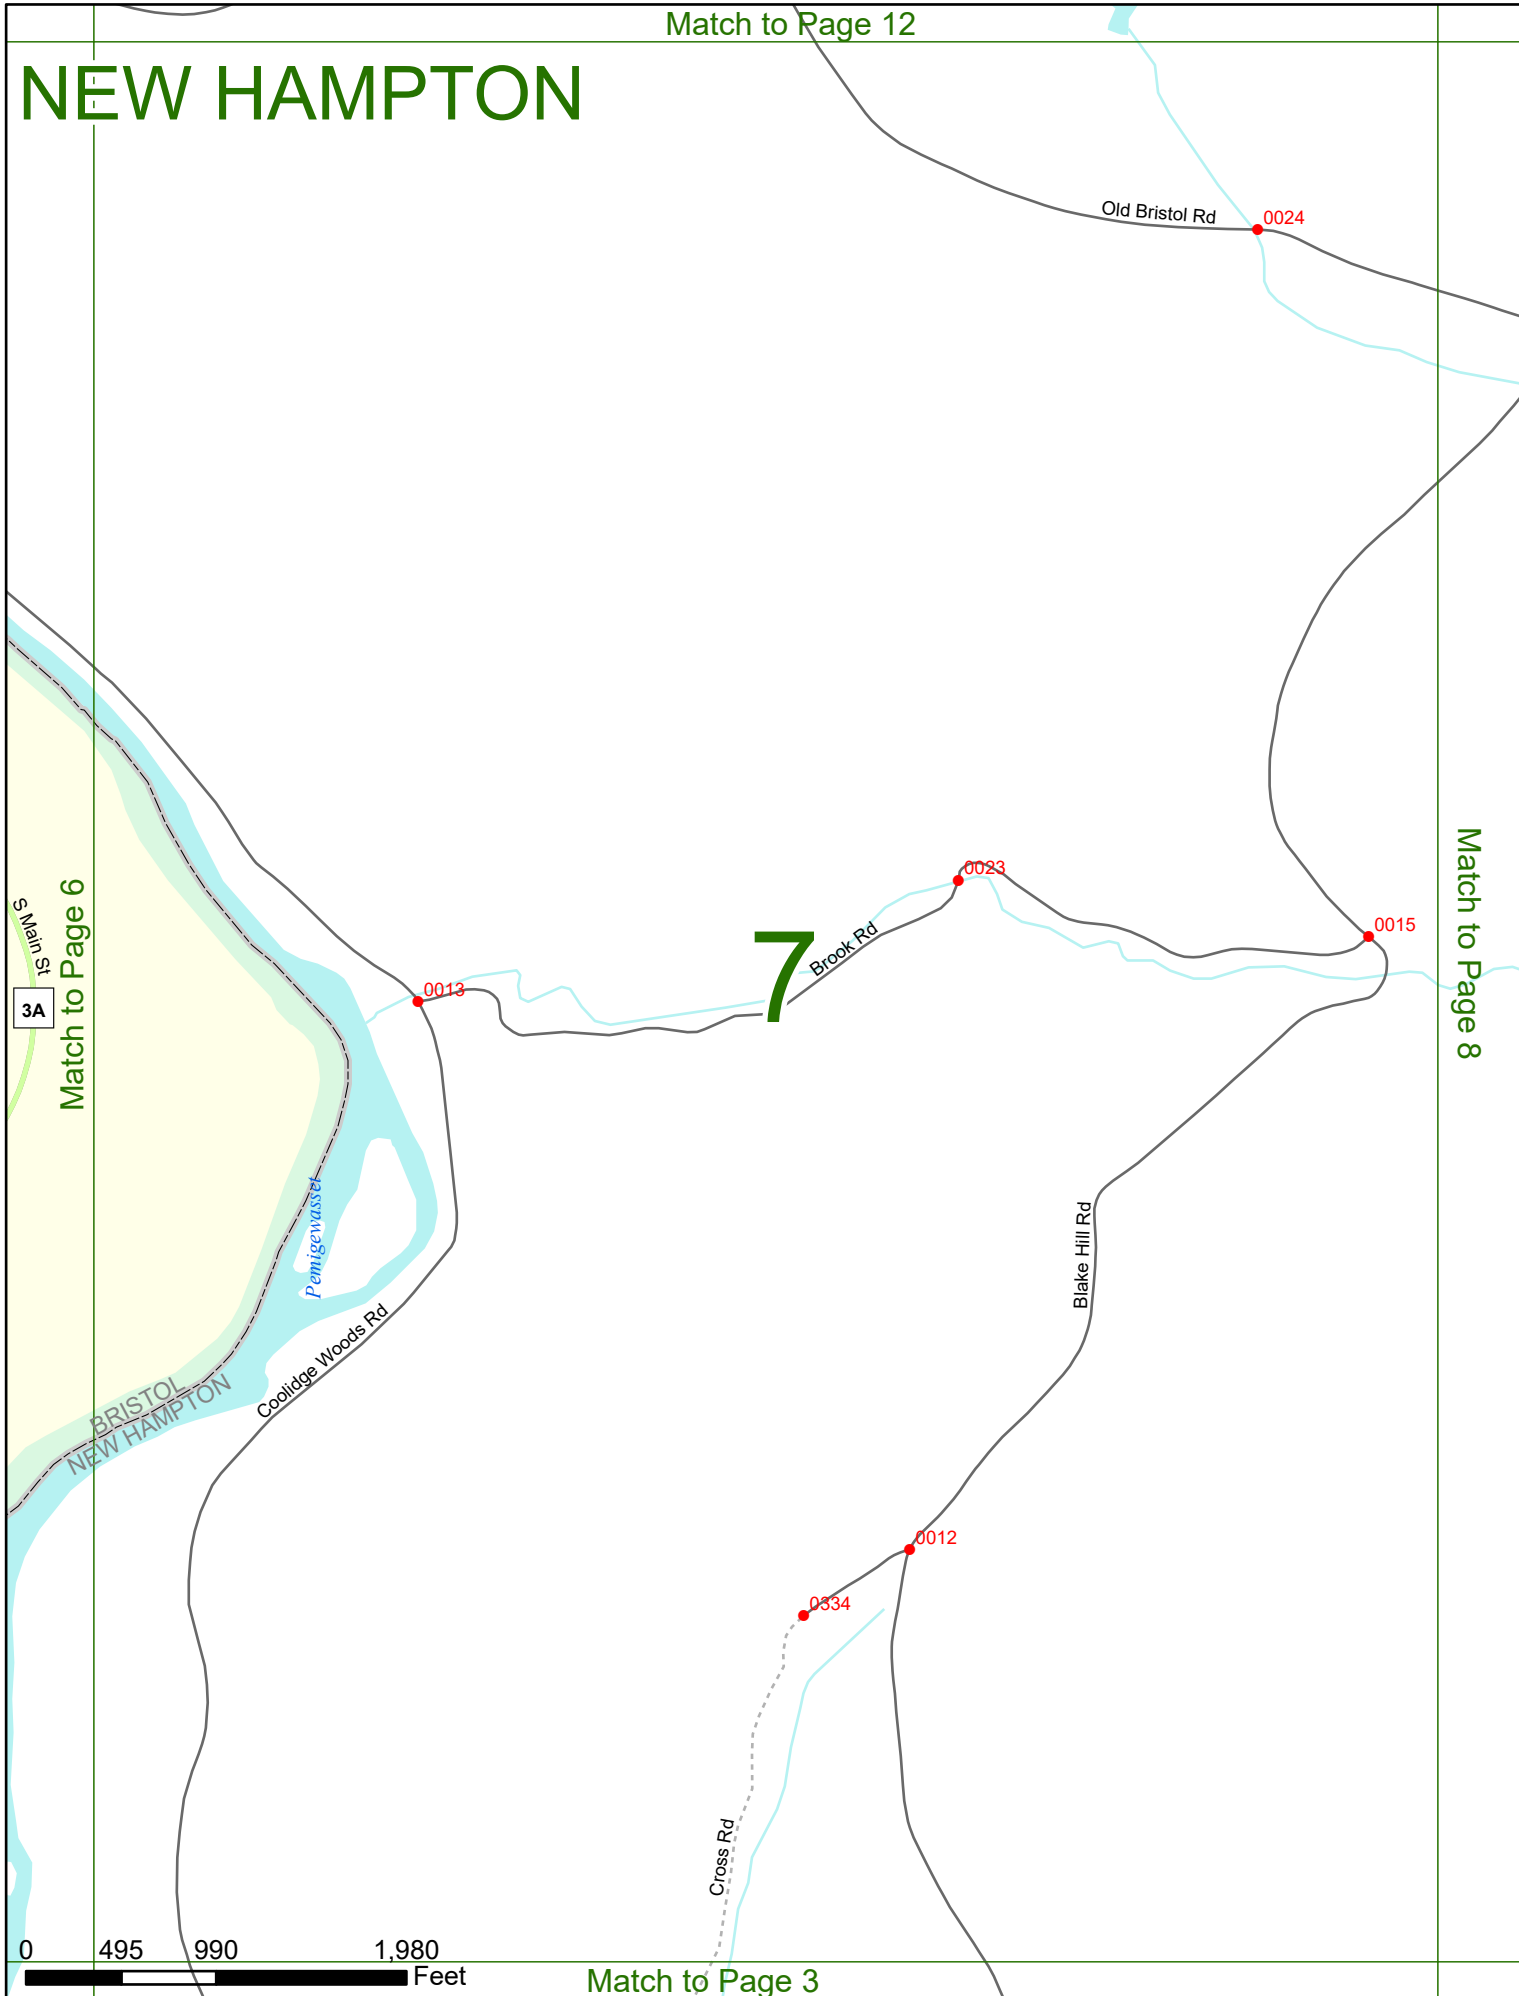 Match to Page 12
NEW HAMPTON
Old Bristol Rd
0024
S Main St
3A
Match to Page 6
0023
7
Brook Rd
0015
0013
Match to Page 8
Pemigewasset
Blake Hill Rd
Coolidge Woods Rd
BRISTOL
NEW HAMPTON
0012
0334
Cross Rd
0 495 990 1,980
Feet
Match to Page 3